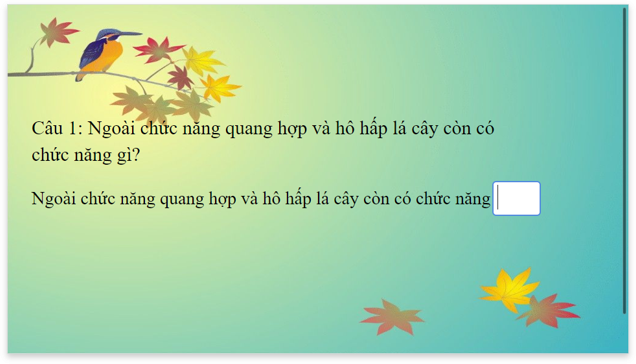 Câu 1: Ngoài chức năng quang hợp và hô hấp lá cây còn có
chức năng gì?
Ngoài chức năng quang hợp và hô hấp lá cây còn có chức năng